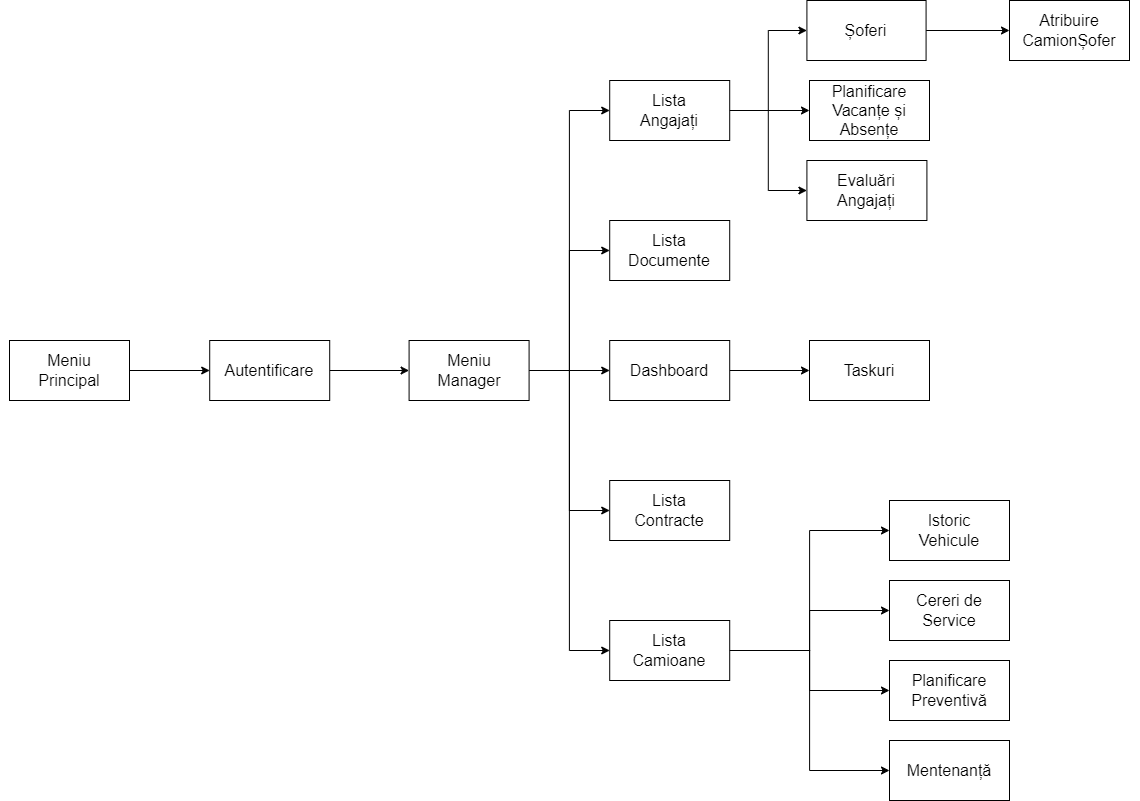 Șoferi
Atribuire
CamionȘofer
Lista
Angajați
Planificare
Vacanțe și
Absențe
Evaluări
Angajați
Lista
Documente
Meniu
Principal
Autentificare
Meniu
Manager
Dashboard
Taskuri
Lista
Contracte
Istoric
Vehicule
Cereri de
Service
Lista
Camioane
Planificare
Preventivă
Mentenanță